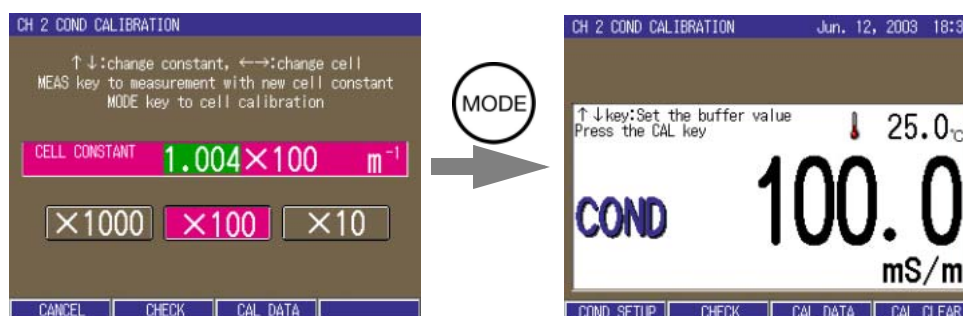 CH 2 COND CALIBRATION
↑↓:change constant, ←→:change cell
MEAS key to measurement with new cell constant
MODE key to cell calibration
CELL CONSTANT 1.004×100 m⁻¹
×1000 ×100 ×10
CANCEL CHECK CAL DATA
MODE
CH 2 COND CALIBRATION Jun. 12, 2003 18:3
↑↓key:Set the buffer value
Press the CAL key
25.0℃
COND 100.0
mS/m
COND SETUP CHECK CAL DATA CAL CLEAR